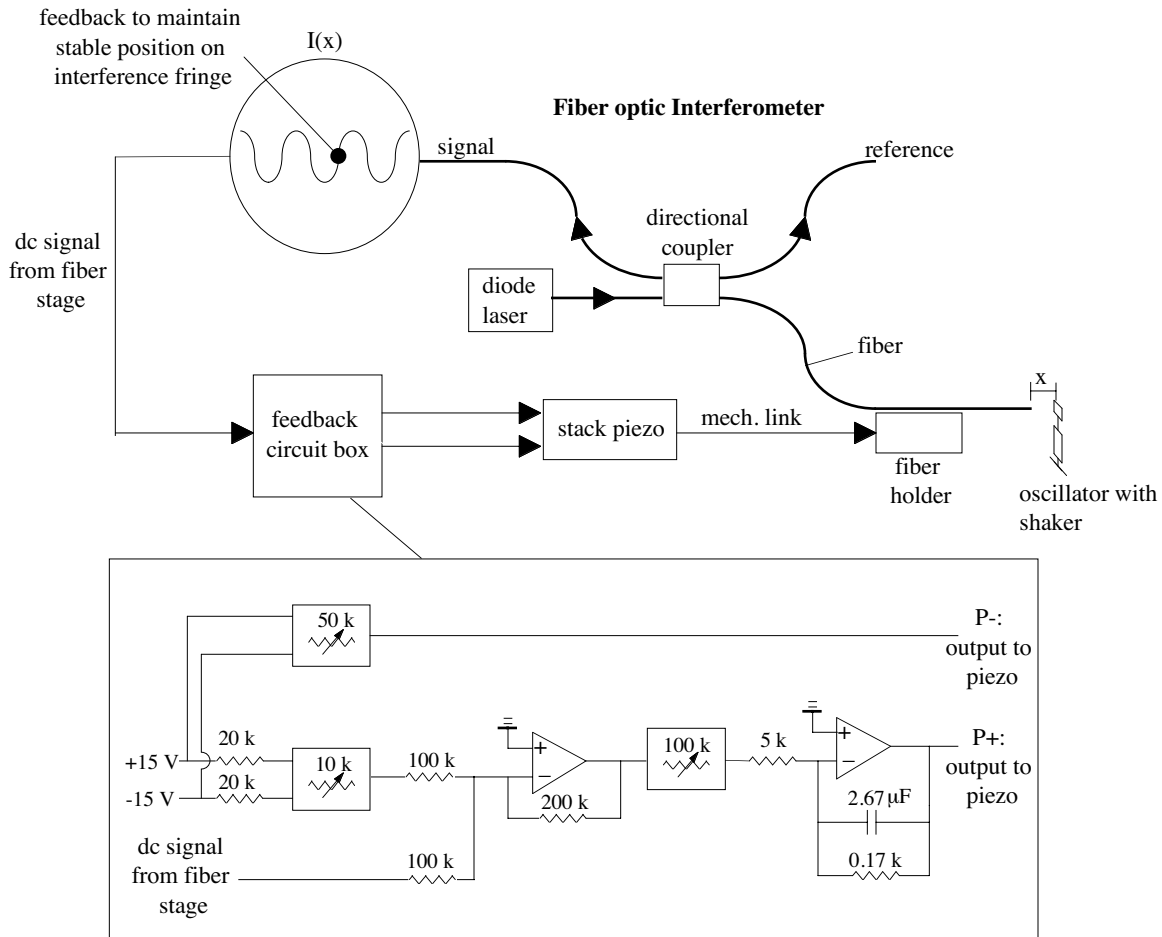 feedback to maintain
stable position on
interference fringe
I(x)
Fiber optic Interferometer
signal
reference
directional
coupler
dc signal
from fiber
stage
diode
laser
fiber
x
feedback
circuit box
stack piezo
mech. link
fiber
holder
oscillator with
shaker
50 k
P-:
output to
piezo
20 k
+15 V
10 k
100 k
+
−
100 k
5 k
+
−
P+:
output to
piezo
20 k
-15 V
200 k
2.67 µF
dc signal
from fiber
stage
100 k
0.17 k